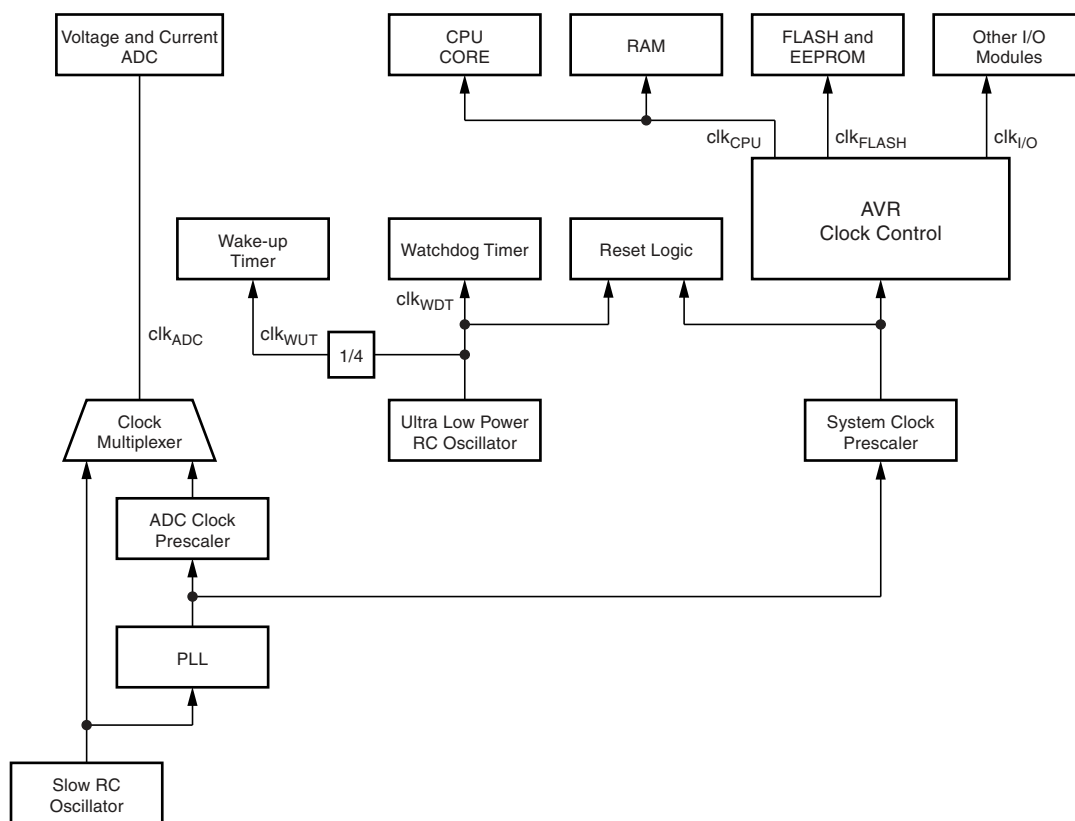 Voltage and Current
ADC
CPU
CORE
RAM
FLASH and
EEPROM
Other I/O
Modules
clkCPU
clkFLASH
clkI/O
AVR
Clock Control
Wake-up
Timer
Watchdog Timer
Reset Logic
clkADC
clkWUT
clkWDT
1/4
Clock
Multiplexer
Ultra Low Power
RC Oscillator
System Clock
Prescaler
ADC Clock
Prescaler
PLL
Slow RC
Oscillator